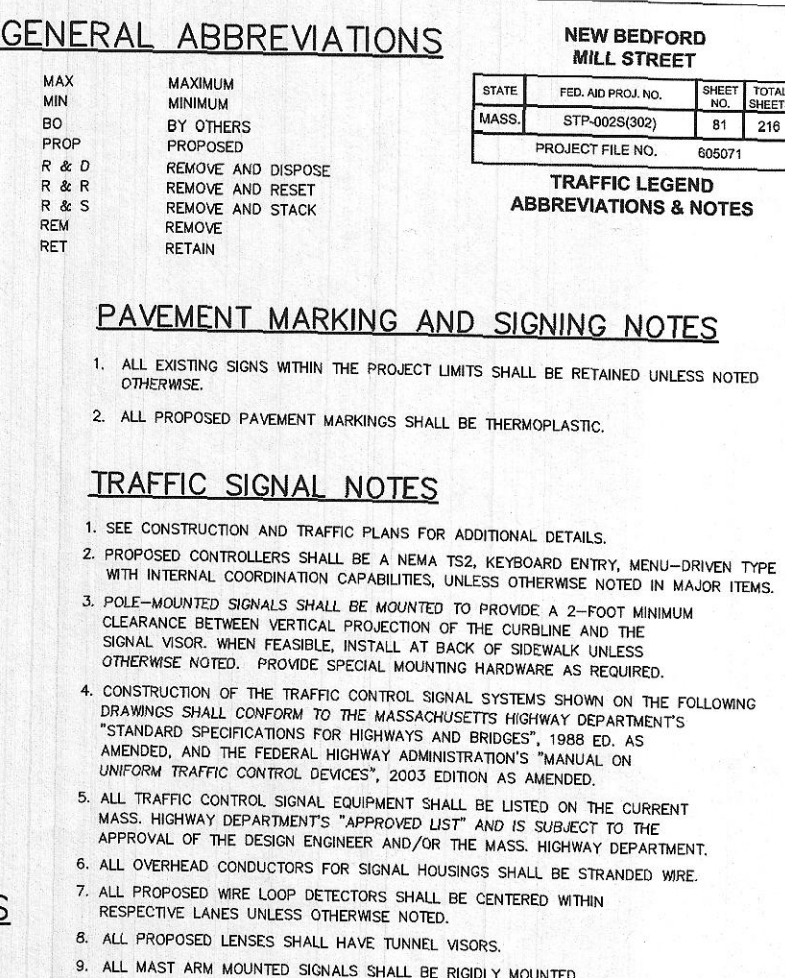 GENERAL ABBREVIATIONS
MAX MAXIMUM
MIN MINIMUM
BO BY OTHERS
PROP PROPOSED
R & D REMOVE AND DISPOSE
R & R REMOVE AND RESET
R & S REMOVE AND STACK
REM REMOVE
RET RETAIN
NEW BEDFORD
MILL STREET
STATE FED. AID PROJ. NO. SHEET NO. TOTAL SHEETS
MASS. STP-002S(302) 81 216
PROJECT FILE NO. 605071
TRAFFIC LEGEND
ABBREVIATIONS & NOTES
PAVEMENT MARKING AND SIGNING NOTES
1. ALL EXISTING SIGNS WITHIN THE PROJECT LIMITS SHALL BE RETAINED UNLESS NOTED
OTHERWISE.
2. ALL PROPOSED PAVEMENT MARKINGS SHALL BE THERMOPLASTIC.
TRAFFIC SIGNAL NOTES
1. SEE CONSTRUCTION AND TRAFFIC PLANS FOR ADDITIONAL DETAILS.
2. PROPOSED CONTROLLERS SHALL BE A NEMA TS2, KEYBOARD ENTRY, MENU-DRIVEN TYPE
WITH INTERNAL COORDINATION CAPABILITIES, UNLESS OTHERWISE NOTED IN MAJOR ITEMS.
3. POLE-MOUNTED SIGNALS SHALL BE MOUNTED TO PROVIDE A 2-FOOT MINIMUM
CLEARANCE BETWEEN VERTICAL PROJECTION OF THE CURBLINE AND THE
SIGNAL VISOR. WHEN FEASIBLE, INSTALL AT BACK OF SIDEWALK UNLESS
OTHERWISE NOTED. PROVIDE SPECIAL MOUNTING HARDWARE AS REQUIRED.
4. CONSTRUCTION OF THE TRAFFIC CONTROL SIGNAL SYSTEMS SHOWN ON THE FOLLOWING
DRAWINGS SHALL CONFORM TO THE MASSACHUSETTS HIGHWAY DEPARTMENT'S
"STANDARD SPECIFICATIONS FOR HIGHWAYS AND BRIDGES", 1988 ED. AS
AMENDED, AND THE FEDERAL HIGHWAY ADMINISTRATION'S "MANUAL ON
UNIFORM TRAFFIC CONTROL DEVICES", 2003 EDITION AS AMENDED.
5. ALL TRAFFIC CONTROL SIGNAL EQUIPMENT SHALL BE LISTED ON THE CURRENT
MASS. HIGHWAY DEPARTMENT'S "APPROVED LIST" AND IS SUBJECT TO THE
APPROVAL OF THE DESIGN ENGINEER AND/OR THE MASS. HIGHWAY DEPARTMENT.
6. ALL OVERHEAD CONDUCTORS FOR SIGNAL HOUSINGS SHALL BE STRANDED WIRE.
7. ALL PROPOSED WIRE LOOP DETECTORS SHALL BE CENTERED WITHIN
RESPECTIVE LANES UNLESS OTHERWISE NOTED.
8. ALL PROPOSED LENSES SHALL HAVE TUNNEL VISORS.
9. ALL MAST ARM MOUNTED SIGNALS SHALL BE RIGIDLY MOUNTED
S